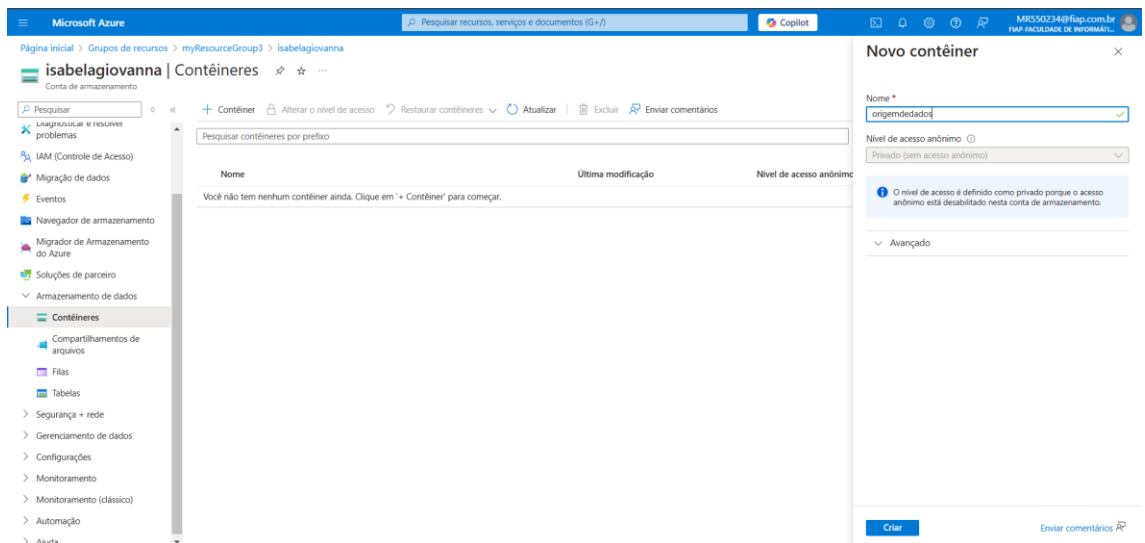 Microsoft Azure
Pesquisar recursos, serviços e documentos (G+/)
Copilot
MR550234@fiap.com.br
FIAP-FACULDADE DE INFORMÁTI...
Página inicial > Grupos de recursos > myResourceGroup3 > isabelagiovanna
isabelagiovanna | Contêineres
Conta de armazenamento
Pesquisar
Diagnosticar e resolver
problemas
IAM (Controle de Acesso)
Migração de dados
Eventos
Navegador de armazenamento
Migrador de Armazenamento
do Azure
Soluções de parceiro
Armazenamento de dados
Contêineres
Compartilhamentos de
arquivos
Filas
Tabelas
Segurança + rede
Gerenciamento de dados
Configurações
Monitoramento
Monitoramento (clássico)
Automação
Ajuda
+ Contêiner Alterar o nível de acesso Restaurar contêineres Atualizar Excluir Enviar comentários
Pesquisar contêineres por prefixo
Nome Última modificação Nível de acesso anônimo
Você não tem nenhum contêiner ainda. Clique em '+ Contêiner' para começar.
Novo contêiner
Nome *
origemdedados
Nível de acesso anônimo
Privado (sem acesso anônimo)
O nível de acesso é definido como privado porque o acesso
anônimo está desabilitado nesta conta de armazenamento.
Avançado
Criar
Enviar comentários